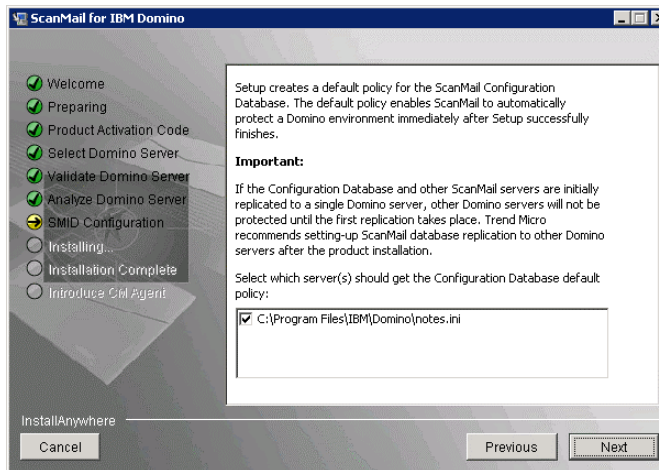 ScanMail for IBM Domino
Welcome
Preparing
Product Activation Code
Select Domino Server
Validate Domino Server
Analyze Domino Server
SMID Configuration
Installing...
Installation Complete
Introduce CM Agent
Setup creates a default policy for the ScanMail Configuration
Database. The default policy enables ScanMail to automatically
protect a Domino environment immediately after Setup successfully
finishes.
Important:
If the Configuration Database and other ScanMail servers are initially
replicated to a single Domino server, other Domino servers will not be
protected until the first replication takes place. Trend Micro
recommends setting-up ScanMail database replication to other Domino
servers after the product installation.
Select which server(s) should get the Configuration Database default
policy:
C:\Program Files\IBM\Domino\notes.ini
InstallAnywhere
Cancel
Previous
Next